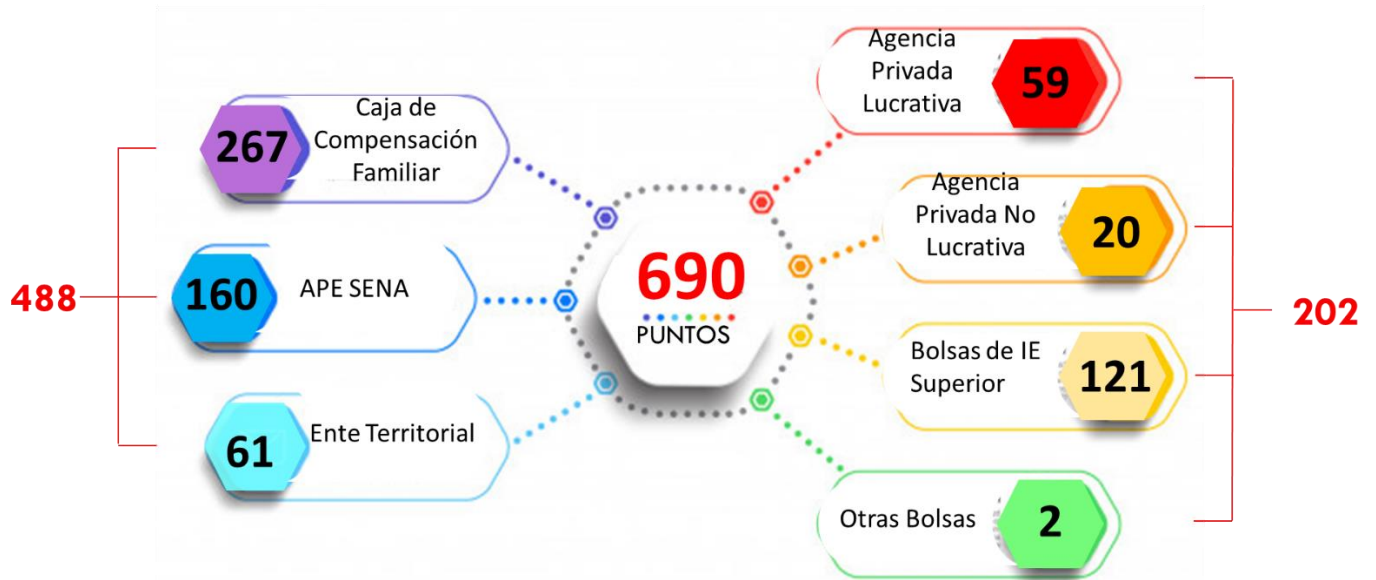 488
267
Caja de
Compensación
Familiar
160
APE SENA
61
Ente Territorial
690
PUNTOS
Agencia
Privada
Lucrativa
59
Agencia
Privada No
Lucrativa
20
Bolsas de IE
Superior
121
Otras Bolsas
2
202